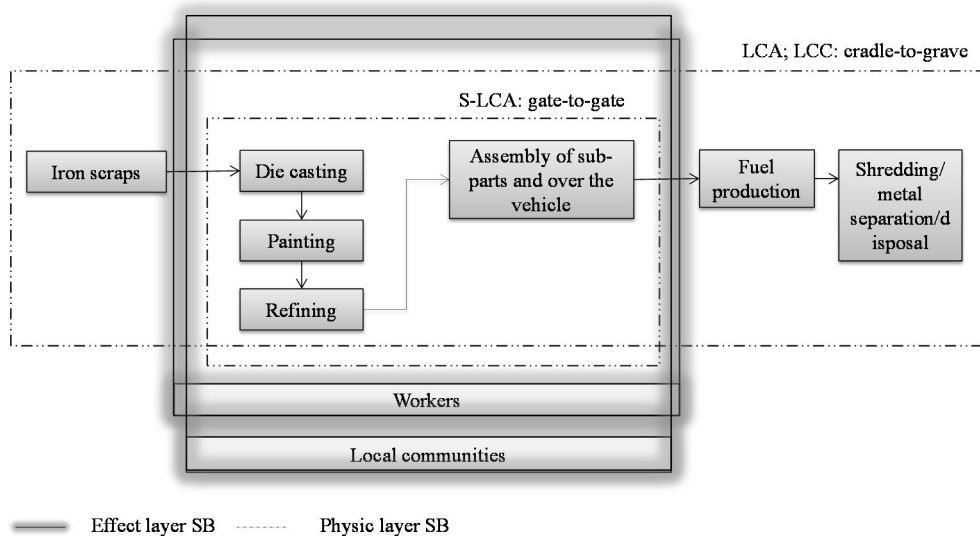 LCA; LCC: cradle-to-grave
S-LCA: gate-to-gate
Iron scraps
Die casting
Painting
Refining
Assembly of sub-
parts and over the
vehicle
Fuel
production
Shredding/
metal
separation/d
isposal
Workers
Local communities
Effect layer SB
Physic layer SB